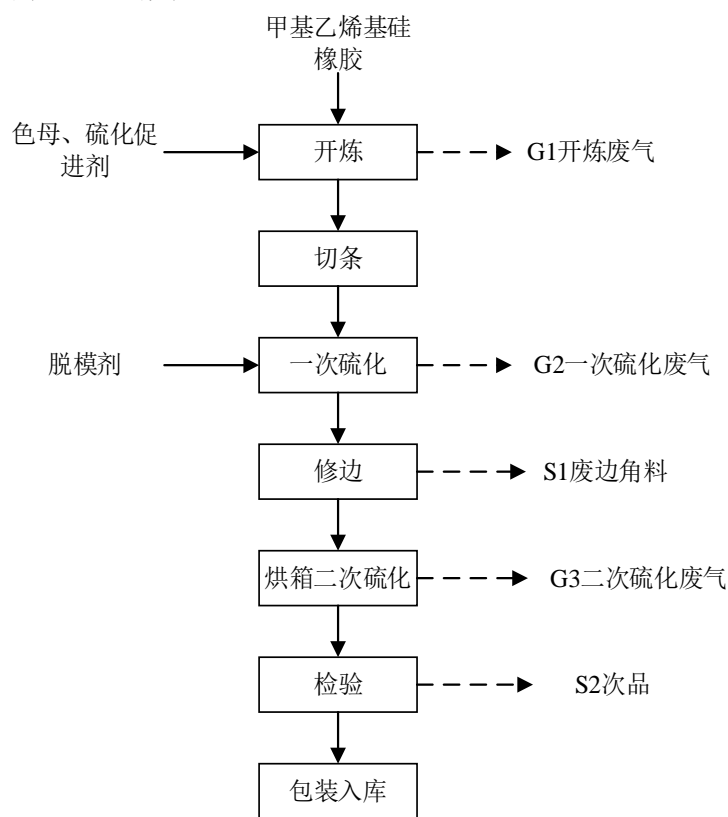 甲基乙烯基硅
橡胶
色母、硫化促
进剂
开炼
G1开炼废气
切条
脱模剂
一次硫化
G2一次硫化废气
修边
S1废边角料
烘箱二次硫化
G3二次硫化废气
检验
S2次品
包装入库